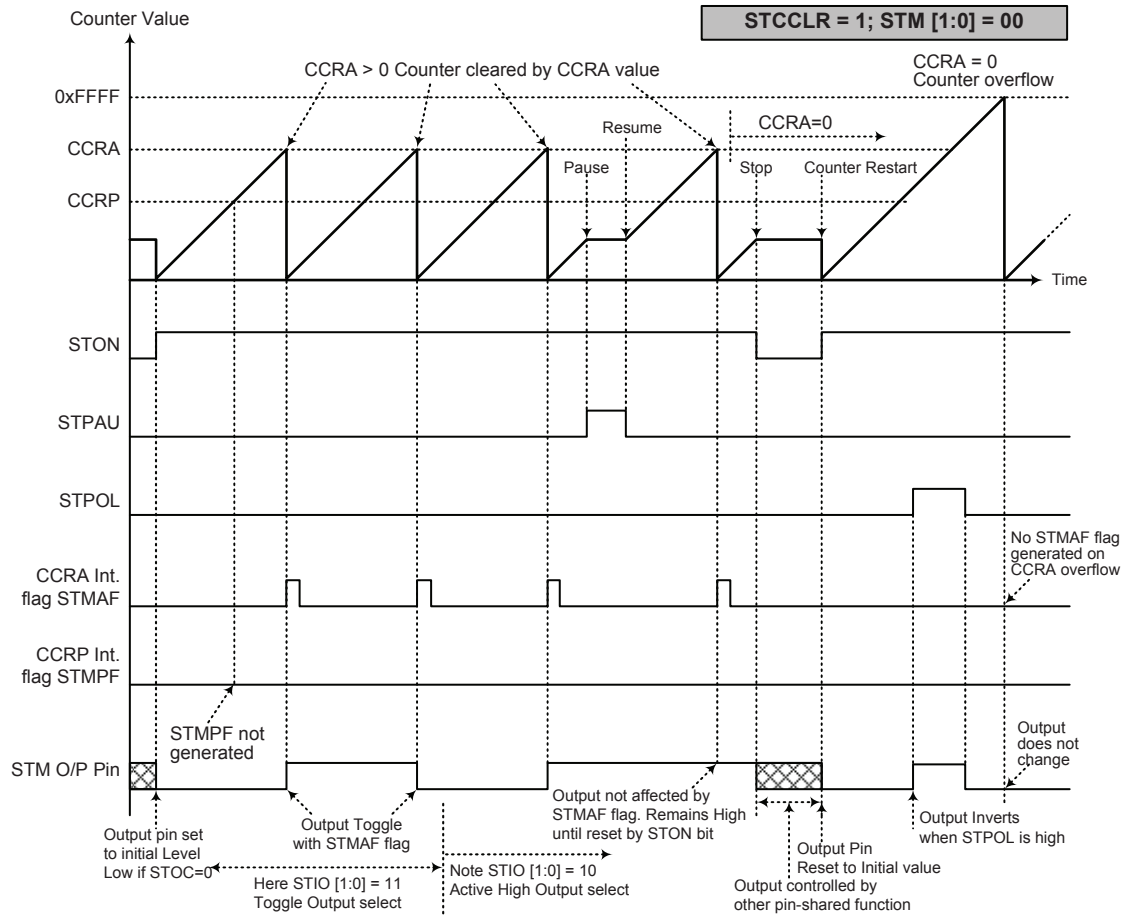 Counter Value
STCCLR = 1; STM [1:0] = 00
CCRA > 0 Counter cleared by CCRA value
CCRA = 0
Counter overflow
0xFFFF
Resume
CCRA=0
CCRA
Pause
Stop
Counter Restart
CCRP
Time
STON
STPAU
STPOL
No STMAF flag
generated on
CCRA overflow
CCRA Int.
flag STMAF
CCRP Int.
flag STMPF
STMPF not
generated
Output
does not
change
STM O/P Pin
Output pin set
to initial Level
Low if STOC=0
Output Toggle
with STMAF flag
Output not affected by
STMAF flag. Remains High
until reset by STON bit
Output Inverts
when STPOL is high
Here STIO [1:0] = 11
Toggle Output select
Note STIO [1:0] = 10
Active High Output select
Output Pin
Reset to Initial value
Output controlled by
other pin-shared function